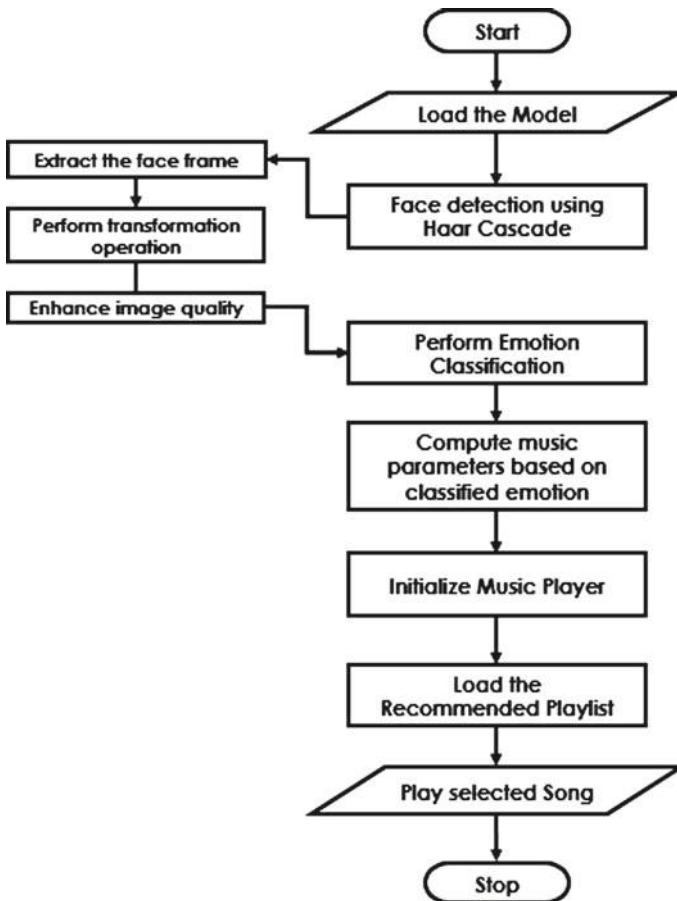 Start
Load the Model
Face detection using
Haar Cascade
Extract the face frame
Perform transformation
operation
Enhance image quality
Perform Emotion
Classification
Compute music
parameters based on
classified emotion
Initialize Music Player
Load the
Recommended Playlist
Play selected Song
Stop